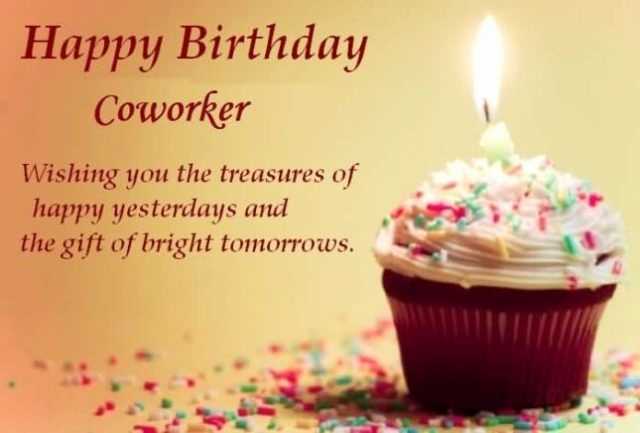 Happy Birthday
Coworker
Wishing you the treasures of
happy yesterdays and
the gift of bright tomorrows.